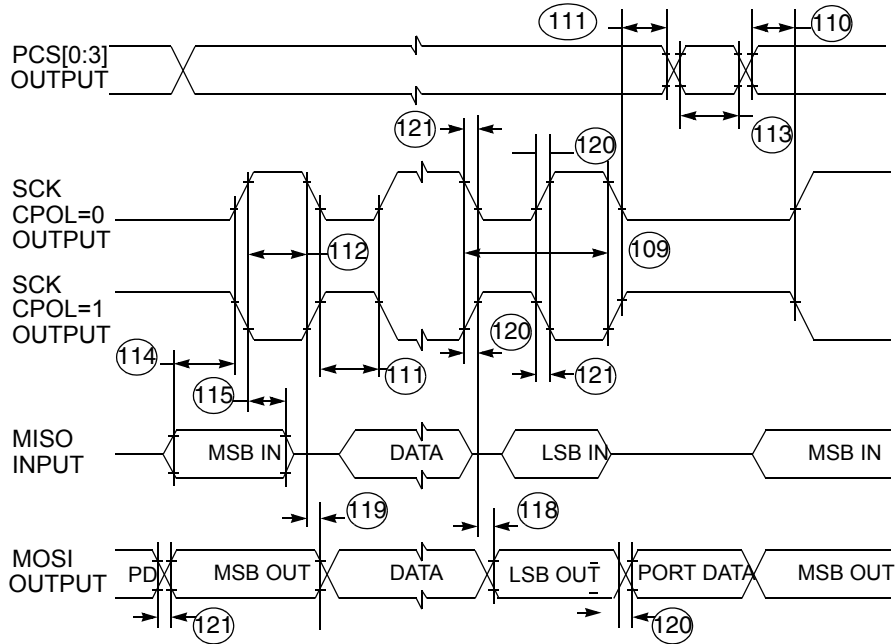 111
110
PCS[0:3]
OUTPUT
121
120
113
SCK
CPOL=0
OUTPUT
112
109
SCK
CPOL=1
OUTPUT
114
111
120
121
115
MISO
INPUT
MSB IN
DATA
LSB IN
MSB IN
119
118
MOSI
OUTPUT
PD
MSB OUT
DATA
LSB OUT
PORT DATA
MSB OUT
121
120